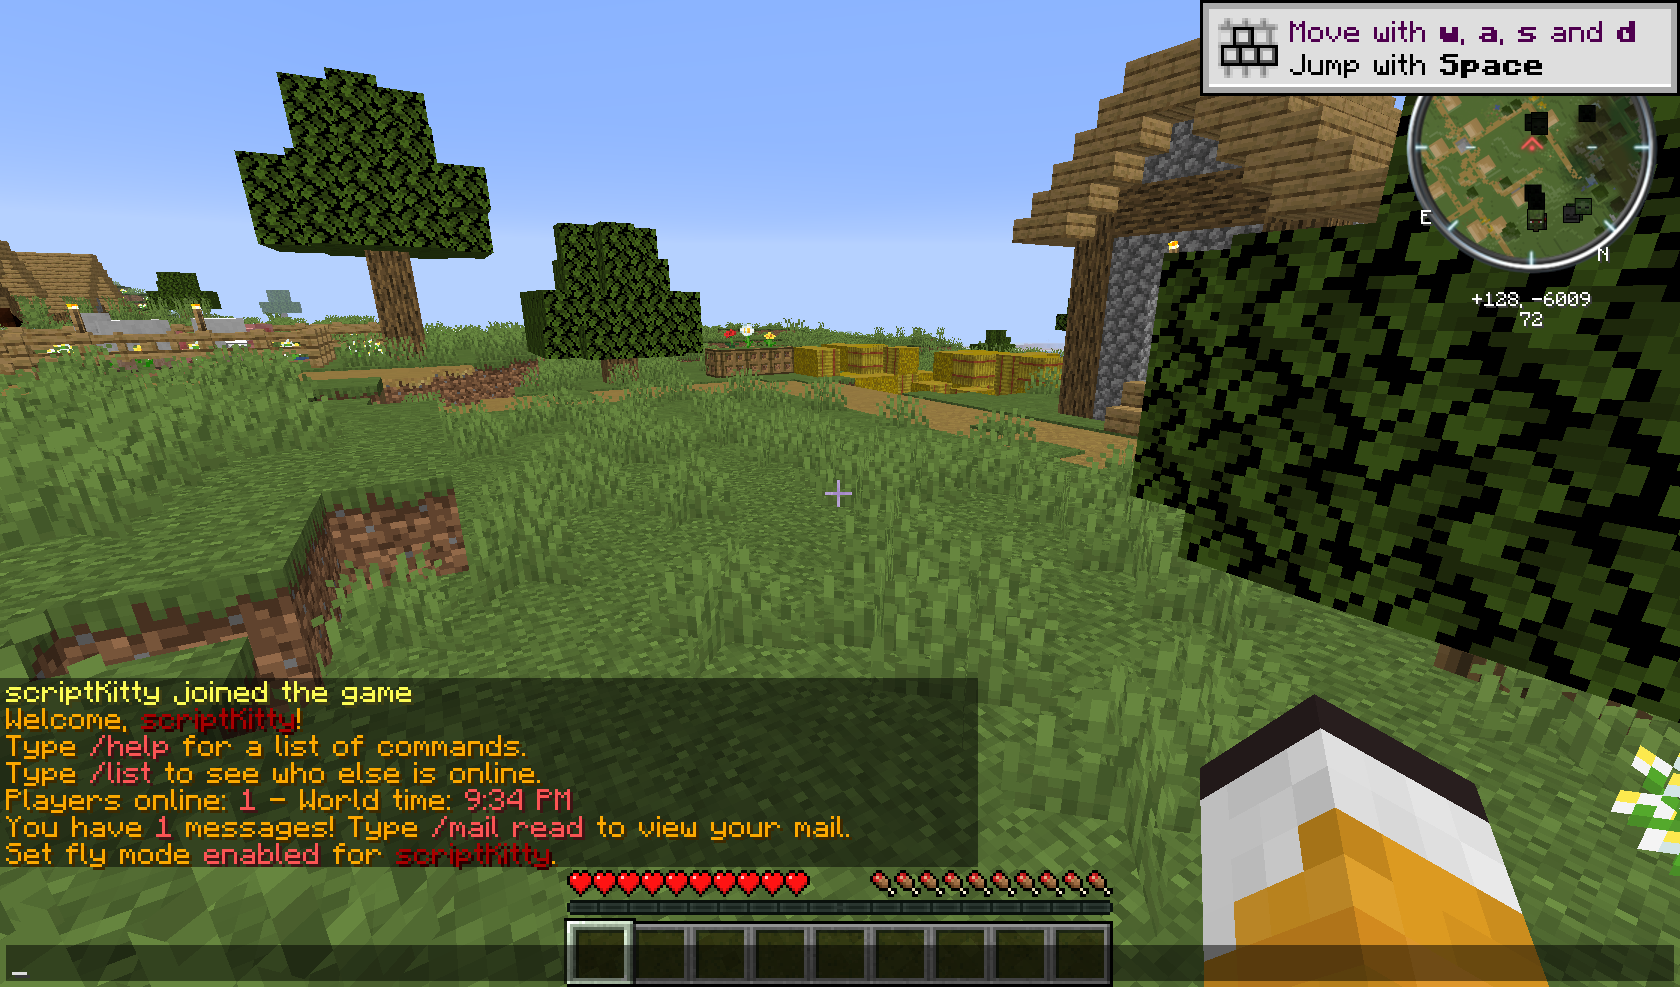 Move with w, a, s and d
Jump with Space
E
N
+128, -6009
72
scriptKitty joined the game
Welcome, scriptKitty!
Type /help for a list of commands.
Type /list to see who else is online.
Players online: 1 - World time: 9:34 PM
You have 1 messages! Type /mail read to view your mail.
Set fly mode enabled for scriptKitty.
_